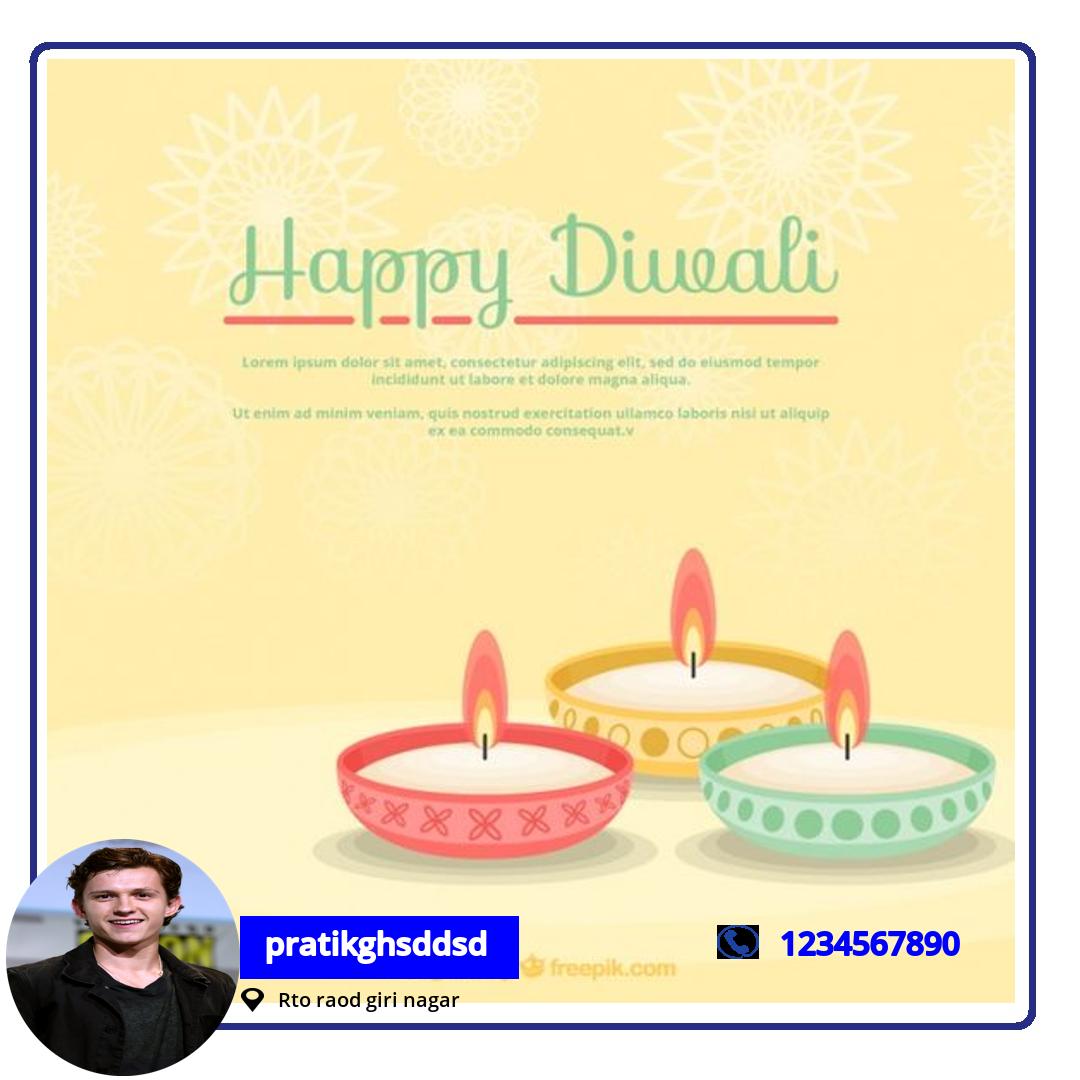 Happy Diwali
Lorem ipsum dolor sit amet, consectetur adipiscing elit, sed do eiusmod tempor
incididunt ut labore et dolore magna aliqua.
Ut enim ad minim veniam, quis nostrud exercitation ullamco laboris nisi ut aliquip
ex ea commodo consequat.v
pratikghsddsd
1234567890
freepik.com
Rto raod giri nagar